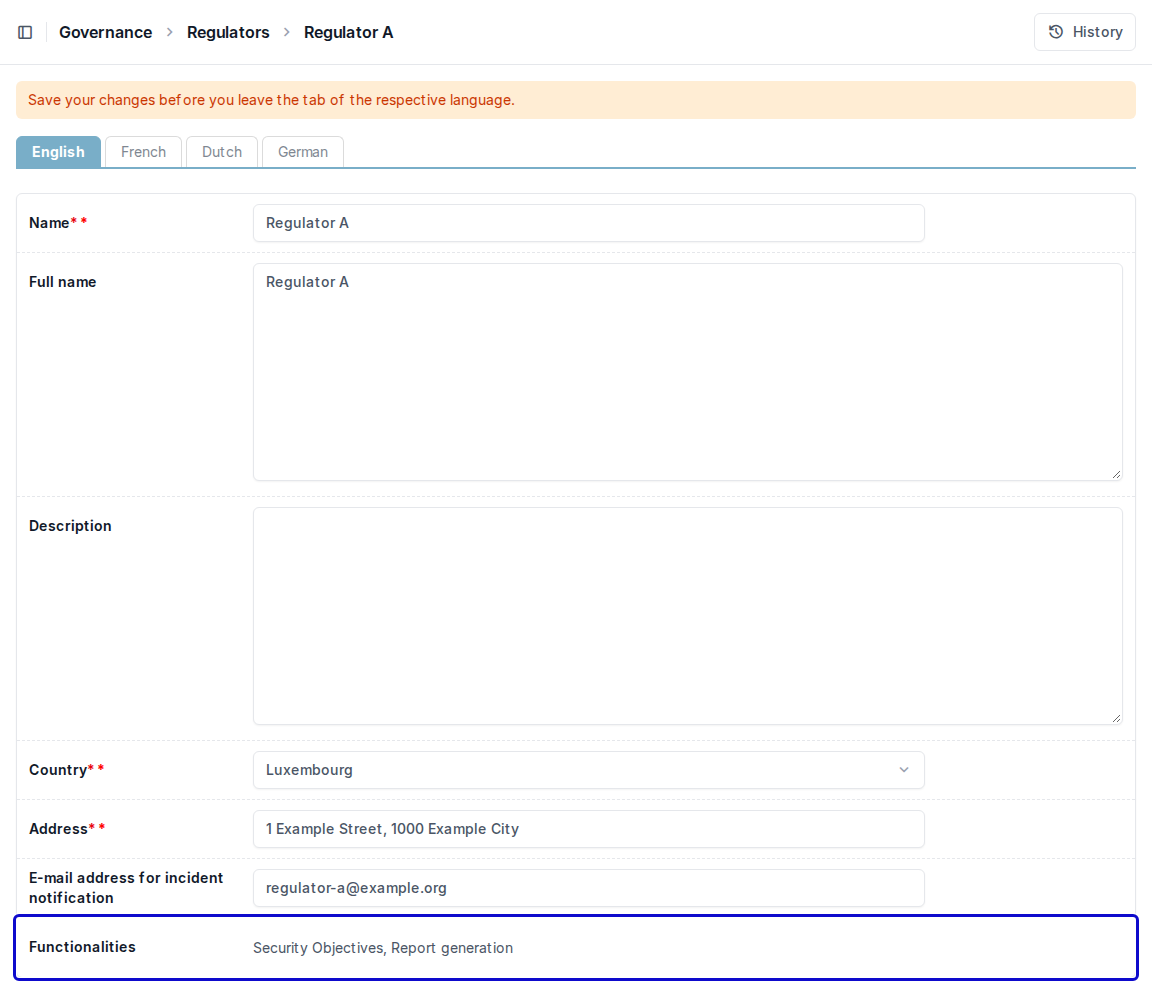 Governance > Regulators > Regulator A
History
Save your changes before you leave the tab of the respective language.
English French Dutch German
Name** Regulator A
Full name Regulator A
Description
Country** Luxembourg
Address** 1 Example Street, 1000 Example City
E-mail address for incident
notification
regulator-a@example.org
Functionalities Security Objectives, Report generation